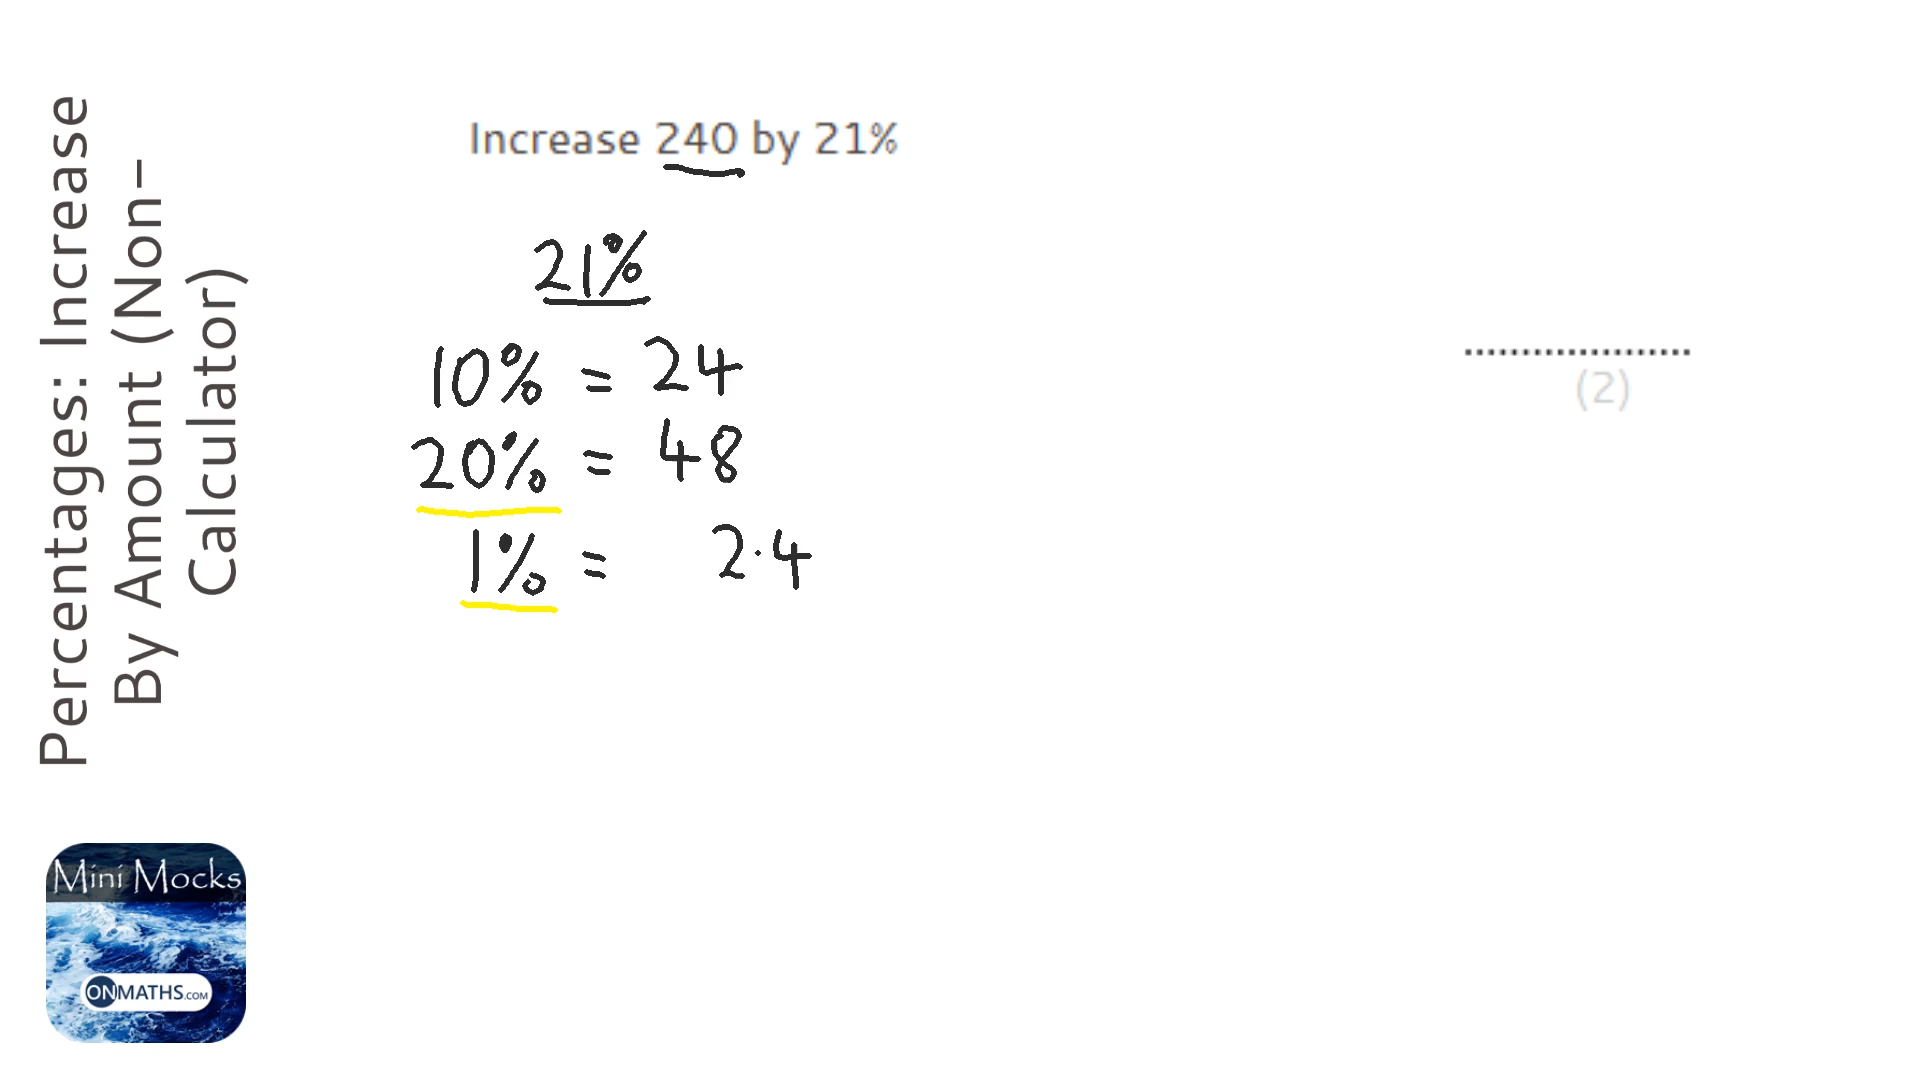 Percentages: Increase
By Amount (Non-
Calculator)
Increase 240 by 21%
21%
10% = 24
20% = 48
1% = 2.4
....................
(2)
Mini Mocks
ONMATHS.COM